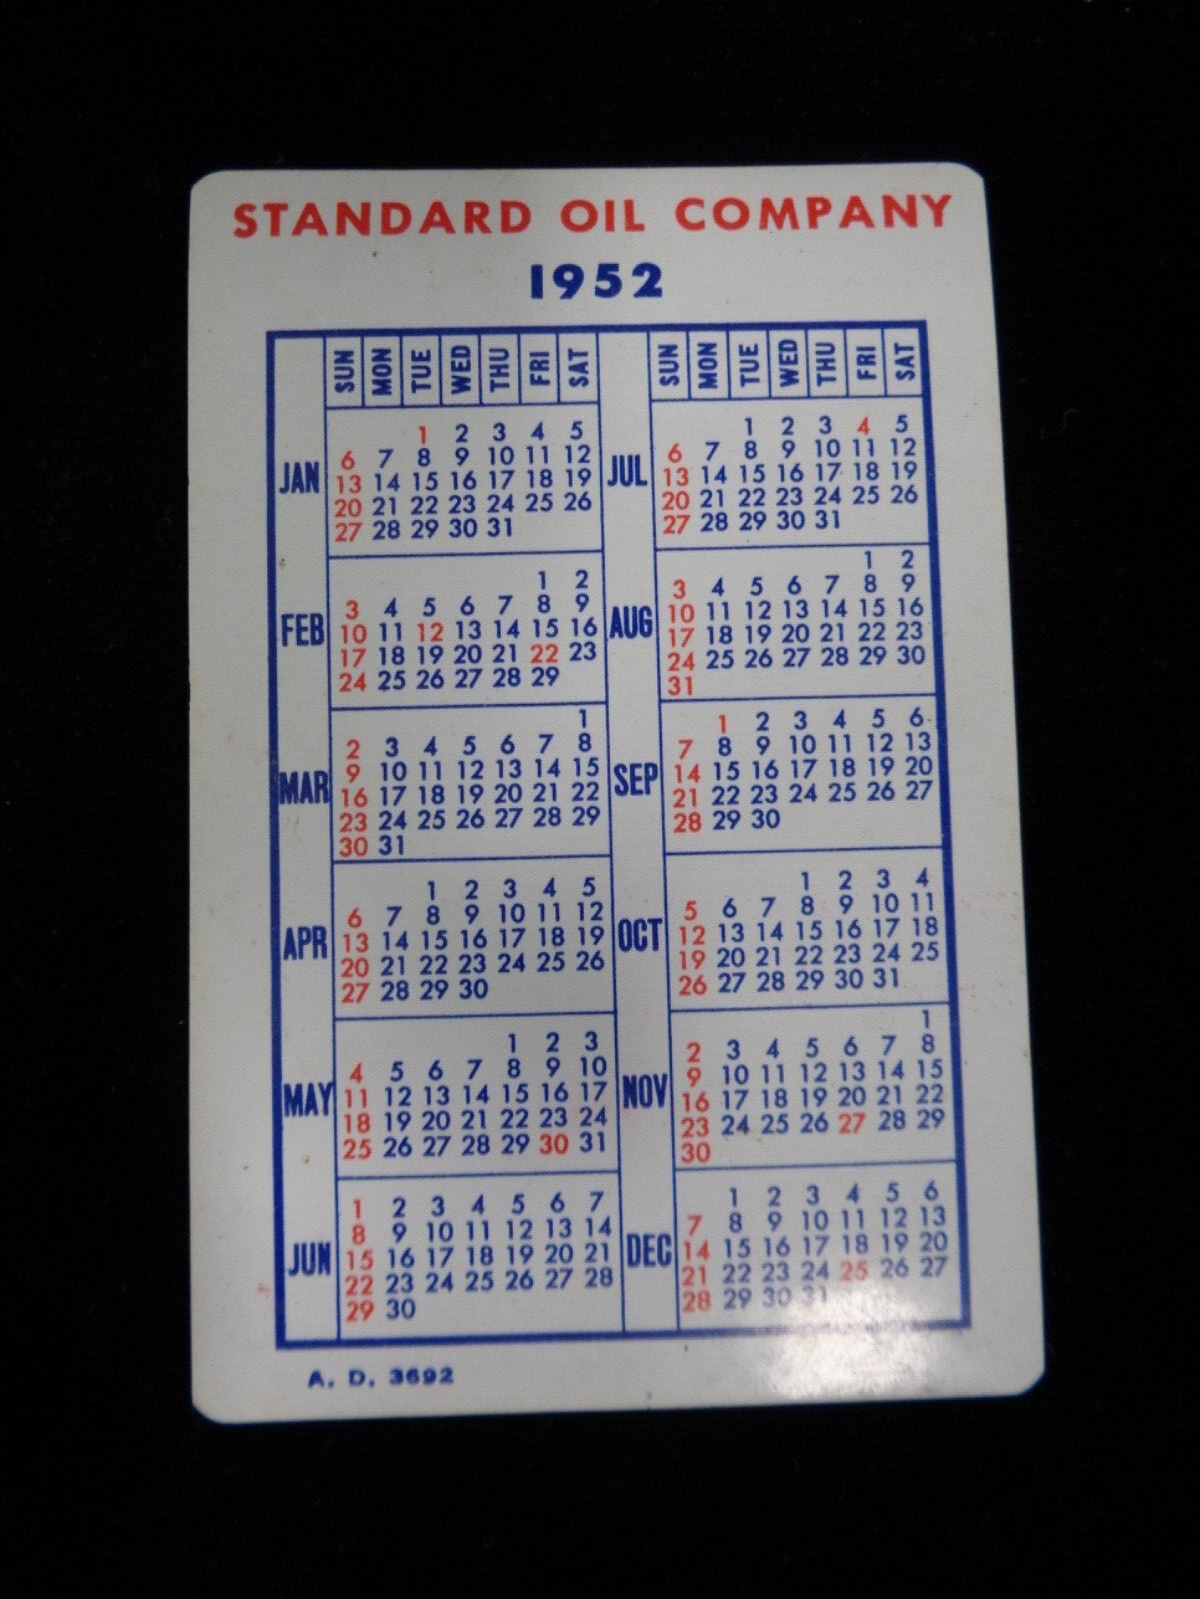 STANDARD OIL COMPANY
1952
SUN MON TUE WED THU FRI SAT
JAN
1 2 3 4 5
6 7 8 9 10 11 12
13 14 15 16 17 18 19
20 21 22 23 24 25 26
27 28 29 30 31
FEB
1 2
3 4 5 6 7 8 9
10 11 12 13 14 15 16
17 18 19 20 21 22 23
24 25 26 27 28 29
MAR
1
2 3 4 5 6 7 8
9 10 11 12 13 14 15
16 17 18 19 20 21 22
23 24 25 26 27 28 29
30 31
APR
1 2 3 4 5
6 7 8 9 10 11 12
13 14 15 16 17 18 19
20 21 22 23 24 25 26
27 28 29 30
MAY
1 2 3
4 5 6 7 8 9 10
11 12 13 14 15 16 17
18 19 20 21 22 23 24
25 26 27 28 29 30 31
JUN
1 2 3 4 5 6 7
8 9 10 11 12 13 14
15 16 17 18 19 20 21
22 23 24 25 26 27 28
29 30
SUN MON TUE WED THU FRI SAT
JUL
1 2 3 4 5
6 7 8 9 10 11 12
13 14 15 16 17 18 19
20 21 22 23 24 25 26
27 28 29 30 31
AUG
1 2
3 4 5 6 7 8 9
10 11 12 13 14 15 16
17 18 19 20 21 22 23
24 25 26 27 28 29 30
31
SEP
1 2 3 4 5 6
7 8 9 10 11 12 13
14 15 16 17 18 19 20
21 22 23 24 25 26 27
28 29 30
OCT
1 2 3 4
5 6 7 8 9 10 11
12 13 14 15 16 17 18
19 20 21 22 23 24 25
26 27 28 29 30 31
NOV
1
2 3 4 5 6 7 8
9 10 11 12 13 14 15
16 17 18 19 20 21 22
23 24 25 26 27 28 29
30
DEC
1 2 3 4 5 6
7 8 9 10 11 12 13
14 15 16 17 18 19 20
21 22 23 24 25 26 27
28 29 30 31
A. D. 3692